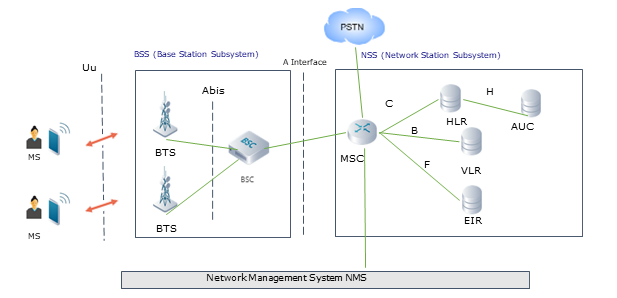 PSTN
BSS (Base Station Subsystem)
NSS (Network Station Subsystem)
A Interface
Uu
Abis
MS
BTS
BSC
BSC
MSC
C
H
HLR
AUC
B
VLR
F
EIR
MS
BTS
Network Management System NMS